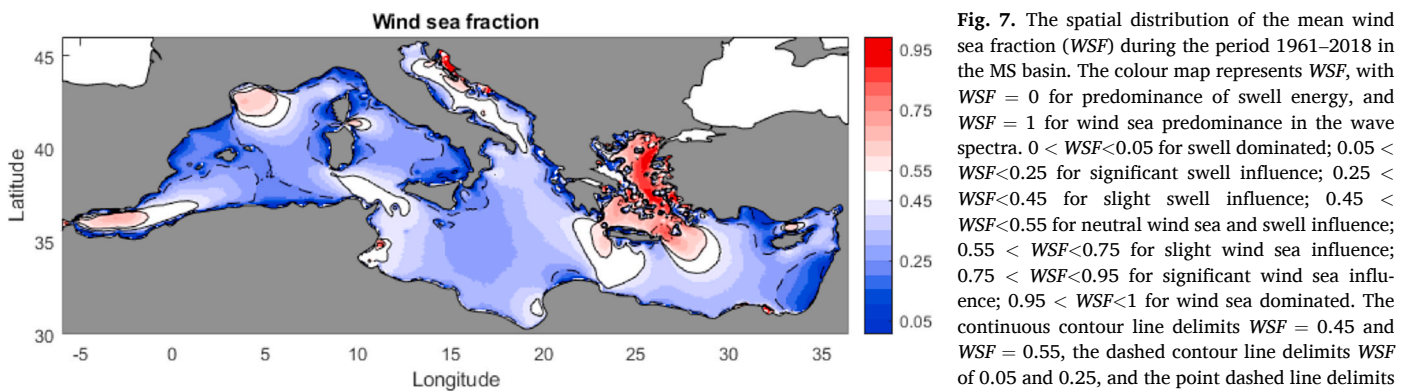 Wind sea fraction
45
40
35
30
Latitude
-5 0 5 10 15 20 25 30 35
Longitude
0.95
0.75
0.55
0.45
0.25
0.05
Fig. 7. The spatial distribution of the mean wind
sea fraction (WSF) during the period 1961–2018 in
the MS basin. The colour map represents WSF, with
WSF = 0 for predominance of swell energy, and
WSF = 1 for wind sea predominance in the wave
spectra. 0 < WSF<0.05 for swell dominated; 0.05 <
WSF<0.25 for significant swell influence; 0.25 <
WSF<0.45 for slight swell influence; 0.45 <
WSF<0.55 for neutral wind sea and swell influence;
0.55 < WSF<0.75 for slight wind sea influence;
0.75 < WSF<0.95 for significant wind sea influ-
ence; 0.95 < WSF<1 for wind sea dominated. The
continuous contour line delimits WSF = 0.45 and
WSF = 0.55, the dashed contour line delimits WSF
of 0.05 and 0.25, and the point dashed line delimits